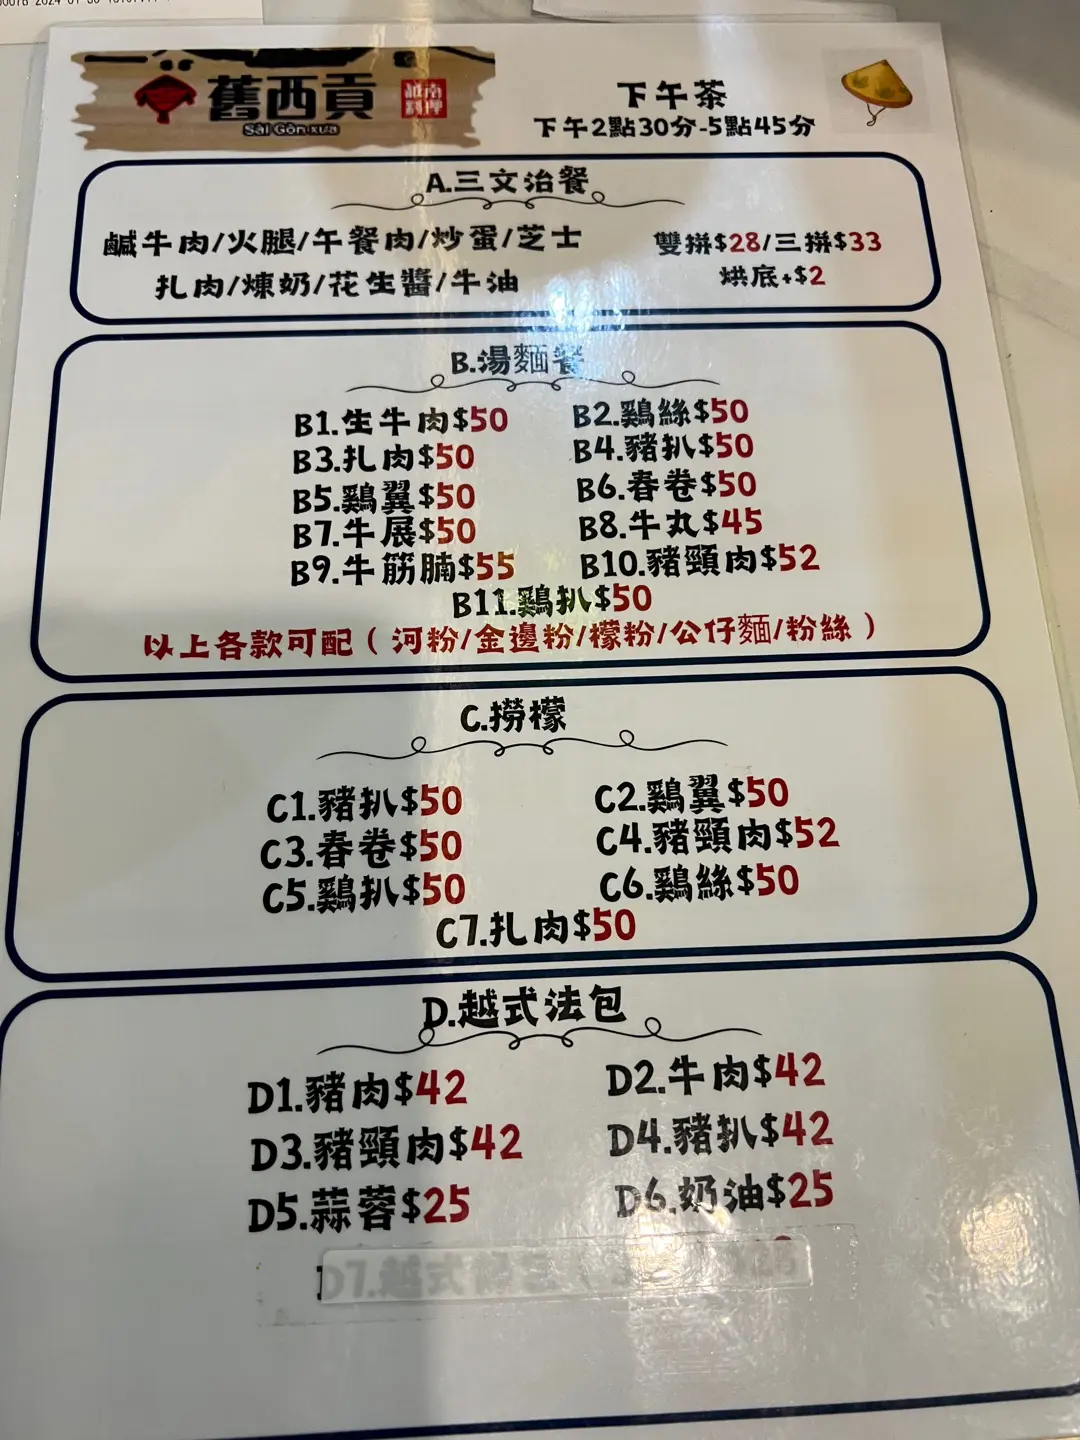 舊西貢
越南
料理
Sài Gòn xưa
下午茶
下午2點30分-5點45分
A.三文治餐
鹹牛肉/火腿/午餐肉/炒蛋/芝士
扎肉/煉奶/花生醬/牛油
雙拼$28/三拼$33
烘底+$2
B.湯麵餐
B1.生牛肉$50 B2.鷄絲$50
B3.扎肉$50 B4.豬扒$50
B5.鷄翼$50 B6.春卷$50
B7.牛展$50 B8.牛丸$45
B9.牛筋腩$55 B10.豬頸肉$52
B11.鷄扒$50
以上各款可配（河粉/金邊粉/檬粉/公仔麵/粉絲）
C.撈檬
C1.豬扒$50 C2.鷄翼$50
C3.春卷$50 C4.豬頸肉$52
C5.鷄扒$50 C6.鷄絲$50
C7.扎肉$50
D.越式法包
D1.豬肉$42 D2.牛肉$42
D3.豬頸肉$42 D4.豬扒$42
D5.蒜蓉$25 D6.奶油$25
D7.越式